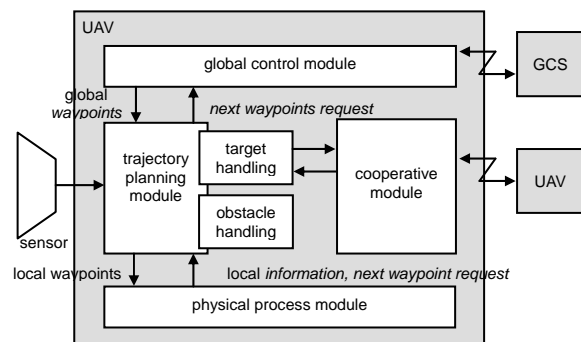 UAV
global control module
GCS
global
waypoints
next waypoints request
trajectory
planning
module
target
handling
cooperative
module
UAV
obstacle
handling
sensor
local waypoints
local information, next waypoint request
physical process module